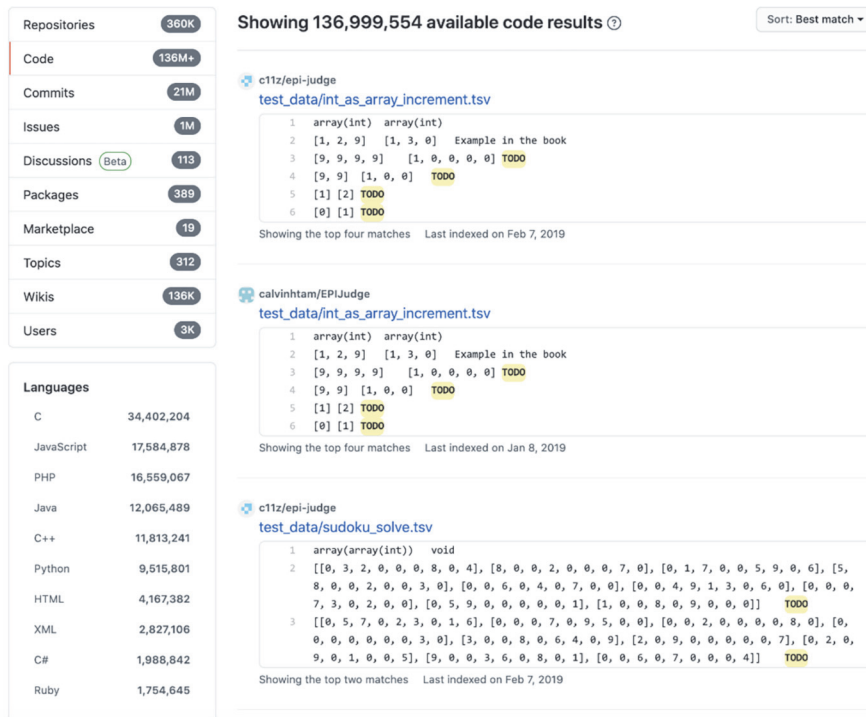 Repositories 360K
Code 136M+
Commits 21M
Issues 1M
Discussions Beta 113
Packages 389
Marketplace 19
Topics 312
Wikis 136K
Users 3K
Languages
C 34,402,204
JavaScript 17,584,878
PHP 16,559,067
Java 12,065,489
C++ 11,813,241
Python 9,515,801
HTML 4,167,382
XML 2,827,106
C# 1,988,842
Ruby 1,754,645
Showing 136,999,554 available code results ?
Sort: Best match
c11z/epi-judge
test_data/int_as_array_increment.tsv
1 array(int) array(int)
2 [1, 2, 9] [1, 3, 0] Example in the book
3 [9, 9, 9, 9] [1, 0, 0, 0, 0] TODO
4 [9, 9] [1, 0, 0] TODO
5 [1] [2] TODO
6 [0] [1] TODO
Showing the top four matches Last indexed on Feb 7, 2019
calvinhtam/EPIJudge
test_data/int_as_array_increment.tsv
1 array(int) array(int)
2 [1, 2, 9] [1, 3, 0] Example in the book
3 [9, 9, 9, 9] [1, 0, 0, 0, 0] TODO
4 [9, 9] [1, 0, 0] TODO
5 [1] [2] TODO
6 [0] [1] TODO
Showing the top four matches Last indexed on Jan 8, 2019
c11z/epi-judge
test_data/sudoku_solve.tsv
1 array(array(int)) void
2 [[0, 3, 2, 0, 0, 0, 8, 0, 4], [8, 0, 0, 2, 0, 0, 0, 7, 0], [0, 1, 7, 0, 0, 5, 9, 0, 6], [5,
8, 0, 0, 2, 0, 0, 3, 0], [0, 0, 6, 0, 4, 0, 7, 0, 0], [0, 0, 4, 9, 1, 3, 0, 6, 0], [0, 0, 0,
7, 3, 0, 2, 0, 0], [0, 5, 9, 0, 0, 0, 0, 0, 1], [1, 0, 0, 8, 0, 9, 0, 0, 0]] TODO
3 [[0, 5, 7, 0, 2, 3, 0, 1, 6], [0, 0, 0, 7, 0, 9, 5, 0, 0], [0, 0, 2, 0, 0, 0, 0, 8, 0], [0,
0, 0, 0, 0, 0, 0, 3, 0], [3, 0, 0, 8, 0, 6, 4, 0, 9], [2, 0, 9, 0, 0, 0, 0, 0, 7], [0, 2, 0,
9, 0, 1, 0, 0, 5], [9, 0, 0, 3, 6, 0, 8, 0, 1], [0, 0, 6, 0, 7, 0, 0, 0, 4]] TODO
Showing the top two matches Last indexed on Feb 7, 2019